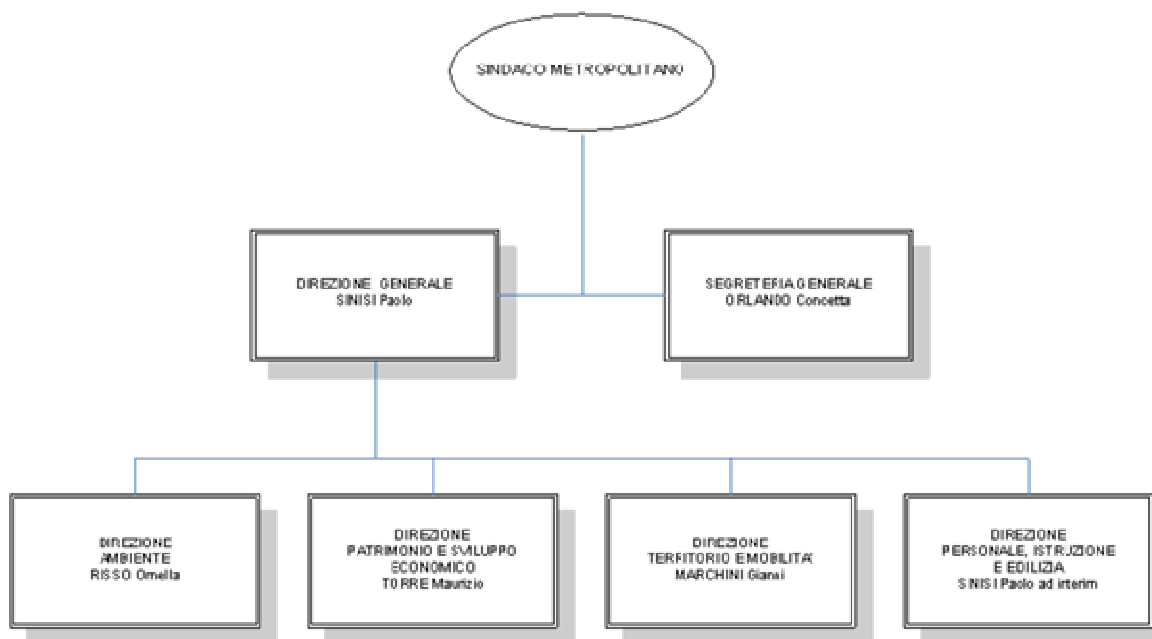 SINDACO METROPOLITANO
DIREZIONE GENERALE
SINISI Paolo
SEGRETERIA GENERALE
ORLANDO Concetta
DIREZIONE
AMBIENTE
RISSO Ornella
DIREZIONE
PATRIMONIO E SVILUPPO
ECONOMICO
TORRE Maurizio
DIREZIONE
TERRITORIO E MOBILITA'
MARCHINI Gianni
DIREZIONE
PERSONALE, ISTRUZIONE
E EDILIZIA
SINISI Paolo ad interim